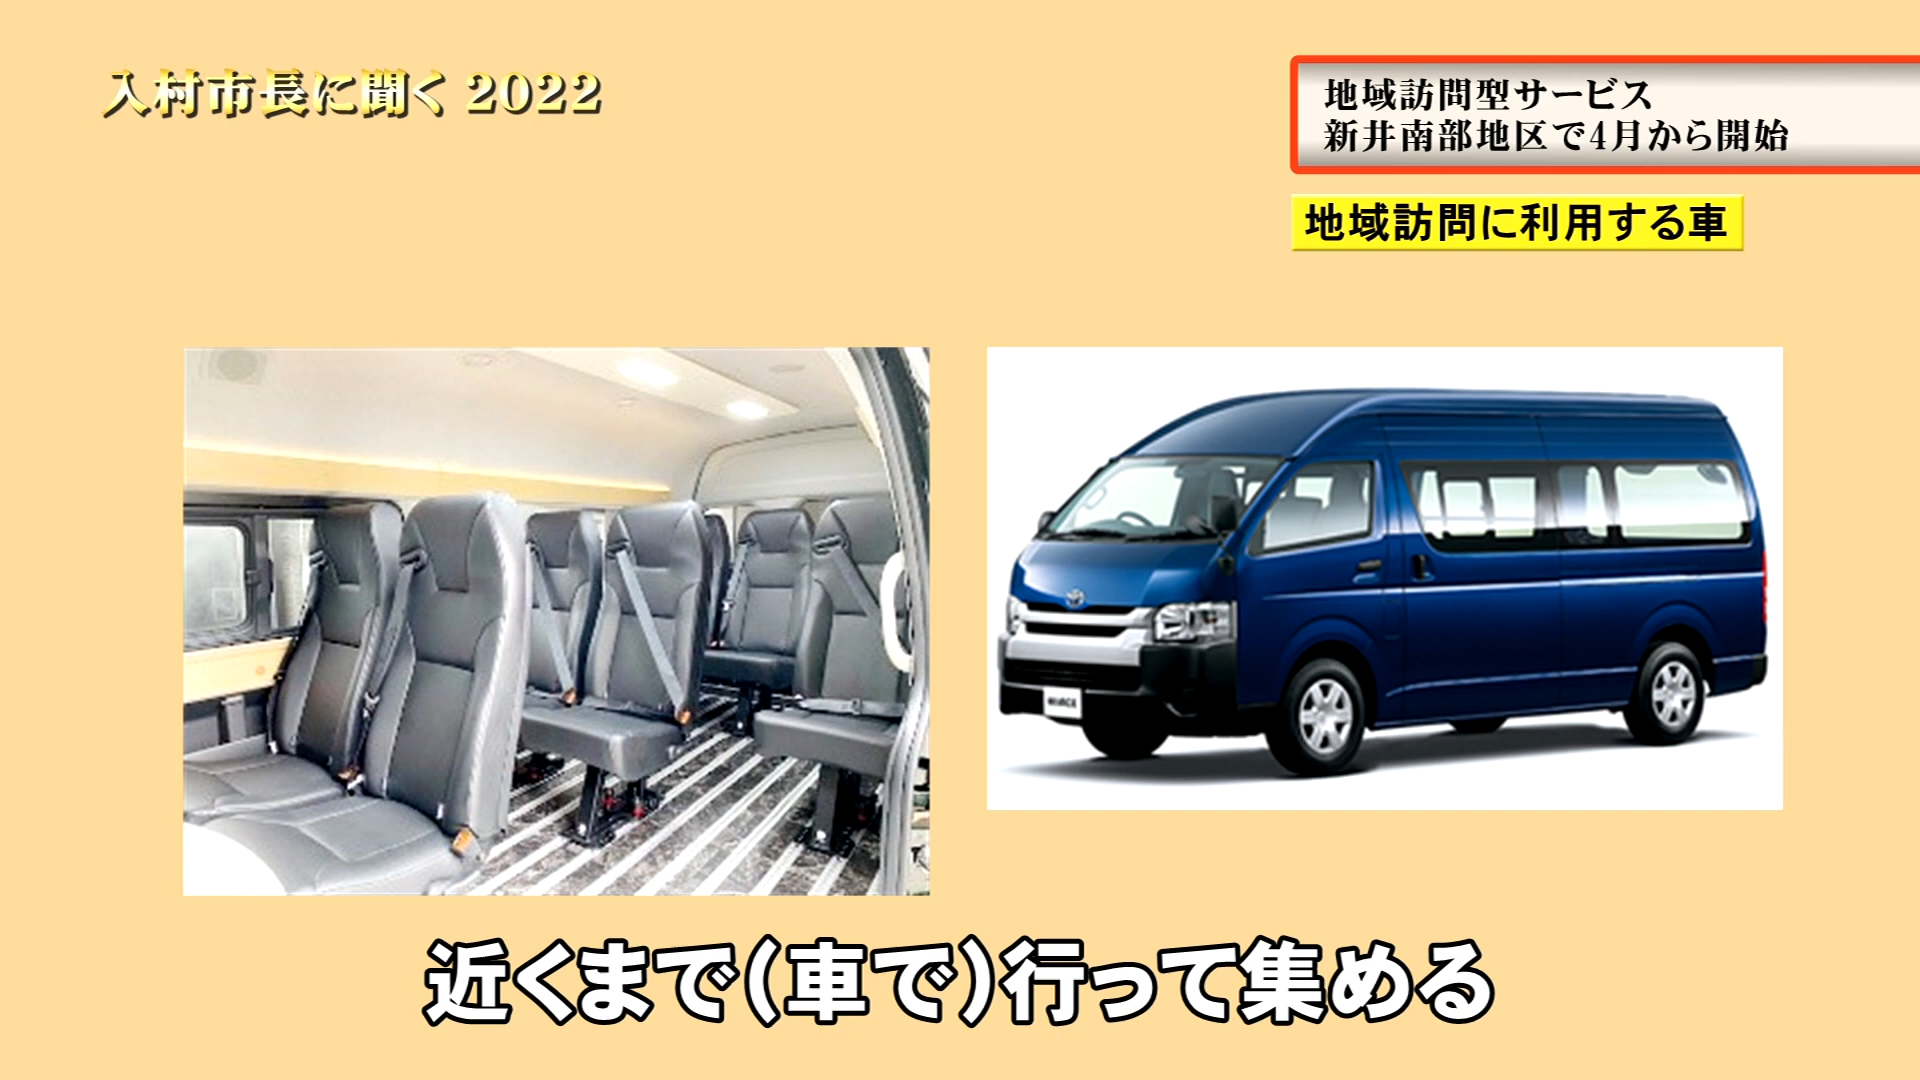 入村市長に聞く 2022
地域訪問型サービス
新井南部地区で4月から開始
地域訪問に利用する車
HIACE
近くまで(車で)行って集める